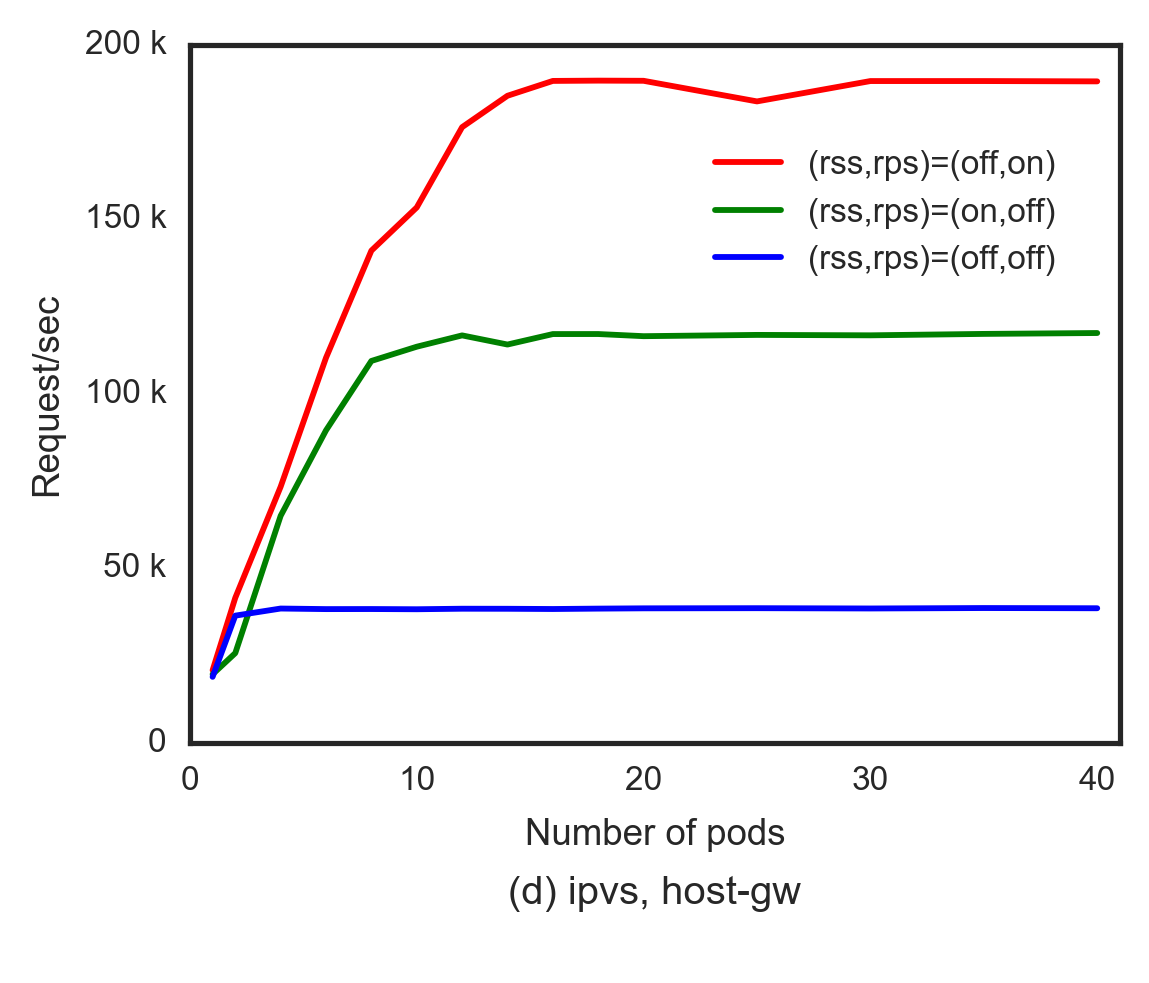 200 k
150 k
100 k
50 k
0
Request/sec
(rss,rps)=(off,on)
(rss,rps)=(on,off)
(rss,rps)=(off,off)
0 10 20 30 40
Number of pods
(d) ipvs, host-gw